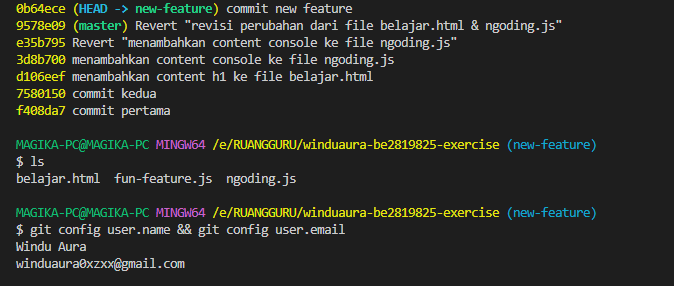 0b64ece (HEAD -> new-feature) commit new feature
9578e09 (master) Revert "revisi perubahan dari file belajar.html & ngoding.js"
e35b795 Revert "menambahkan content console ke file ngoding.js"
3d8b700 menambahkan content console ke file ngoding.js
d106eef menambahkan content h1 ke file belajar.html
7580150 commit kedua
f408da7 commit pertama
MAGIKA-PC@MAGIKA-PC MINGW64 /e/RUANGGURU/winduaura-be2819825-exercise (new-feature)
$ ls
belajar.html  fun-feature.js  ngoding.js
MAGIKA-PC@MAGIKA-PC MINGW64 /e/RUANGGURU/winduaura-be2819825-exercise (new-feature)
$ git config user.name && git config user.email
Windu Aura
winduaura0xzxx@gmail.com